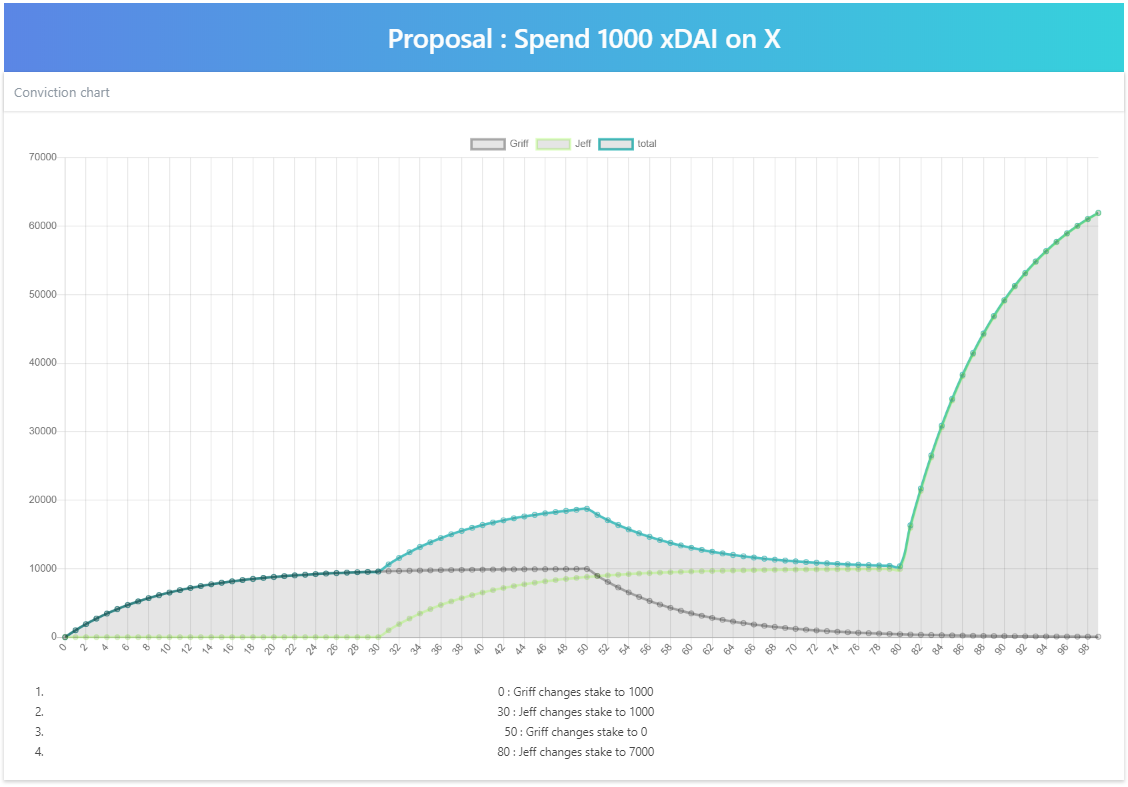 Proposal : Spend 1000 xDAI on X
Conviction chart
Griff Jeff total
70000
60000
50000
40000
30000
20000
10000
0
0 2 4 6 8 10 12 14 16 18 20 22 24 26 28 30 32 34 36 38 40 42 44 46 48 50 52 54 56 58 60 62 64 66 68 70 72 74 76 78 80 82 84 86 88 90 92 94 96 98
1. 0 : Griff changes stake to 1000
2. 30 : Jeff changes stake to 1000
3. 50 : Griff changes stake to 0
4. 80 : Jeff changes stake to 7000